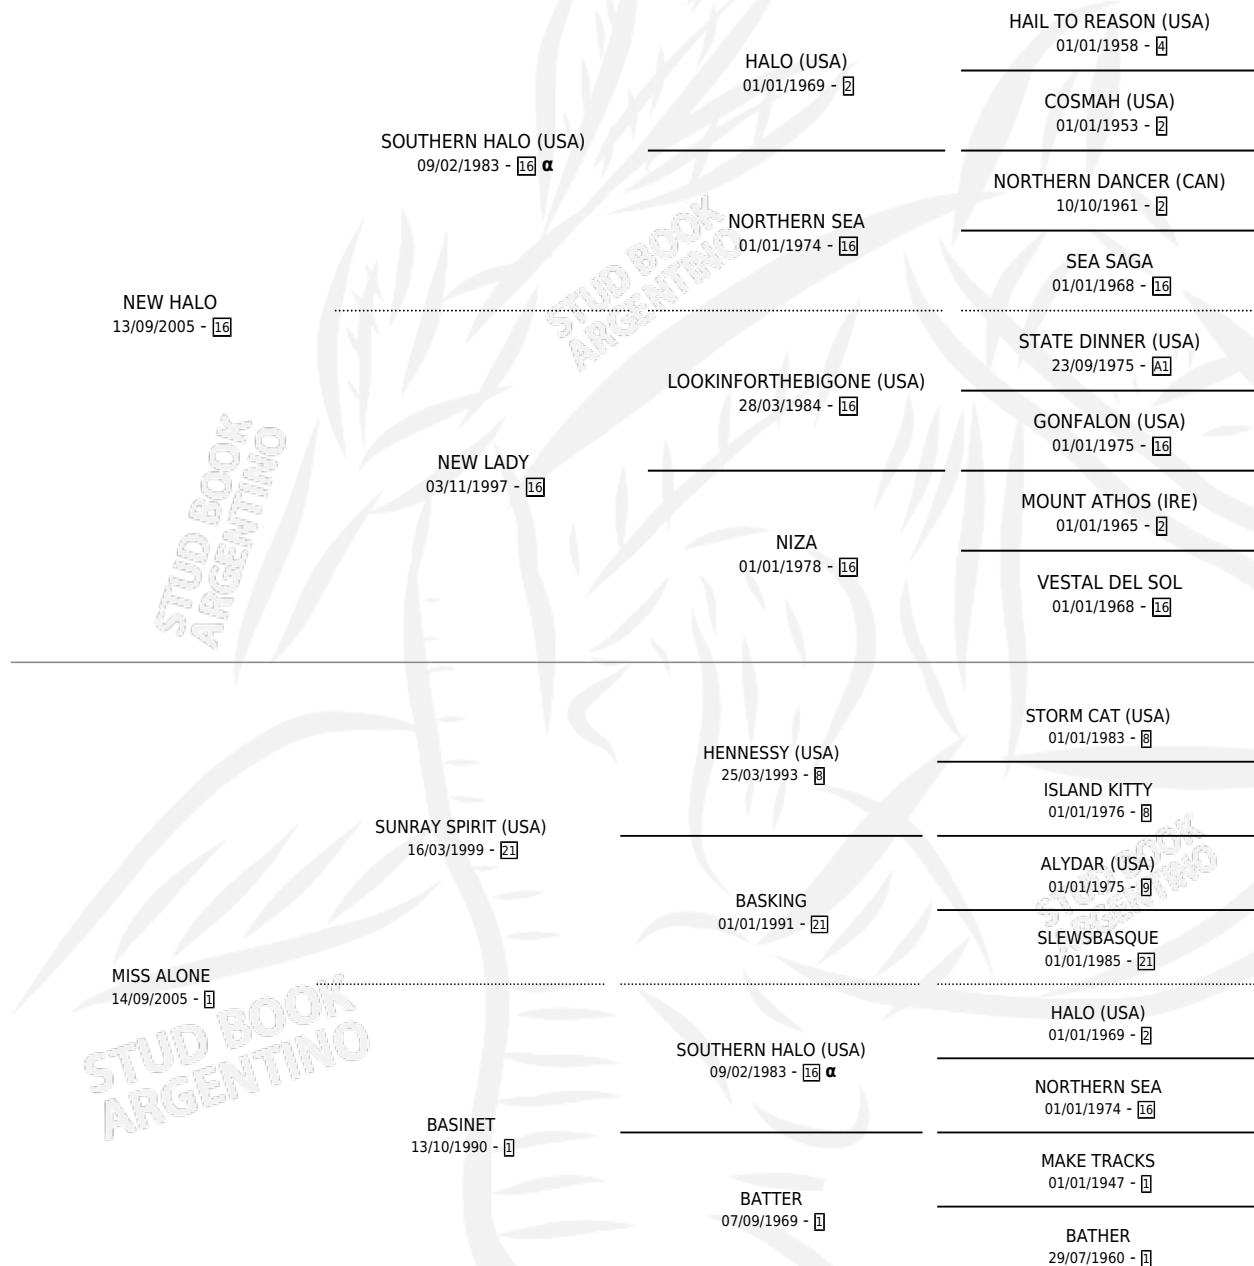 HAIL TO REASON (USA)
01/01/1958 - 4
HALO (USA)
01/01/1969 - 2
COSMAH (USA)
01/01/1953 - 2
SOUTHERN HALO (USA)
09/02/1983 - 16 α
NORTHERN DANCER (CAN)
10/10/1961 - 2
NORTHERN SEA
01/01/1974 - 16
SEA SAGA
01/01/1968 - 16
NEW HALO
13/09/2005 - 16
STATE DINNER (USA)
23/09/1975 - A1
LOOKINFORTHEBIGONE (USA)
28/03/1984 - 16
GONFALON (USA)
01/01/1975 - 16
NEW LADY
03/11/1997 - 16
MOUNT ATHOS (IRE)
01/01/1965 - 2
NIZA
01/01/1978 - 16
VESTAL DEL SOL
01/01/1968 - 16
STORM CAT (USA)
01/01/1983 - 8
HENNESSY (USA)
25/03/1993 - 8
ISLAND KITTY
01/01/1976 - 8
SUNRAY SPIRIT (USA)
16/03/1999 - 21
ALYDAR (USA)
01/01/1975 - 9
BASKING
01/01/1991 - 21
SLEWSBASQUE
01/01/1985 - 21
MISS ALONE
14/09/2005 - 1
HALO (USA)
01/01/1969 - 2
SOUTHERN HALO (USA)
09/02/1983 - 16 α
NORTHERN SEA
01/01/1974 - 16
BASINET
13/10/1990 - 1
MAKE TRACKS
01/01/1947 - 1
BATTER
07/09/1969 - 1
BATHER
29/07/1960 - 1
STUD BOOK
ARGENTINO
STUD BOOK
ARGENTINO
STUD BOOK
ARGENTINO
STUD BOOK
ARGENTINO